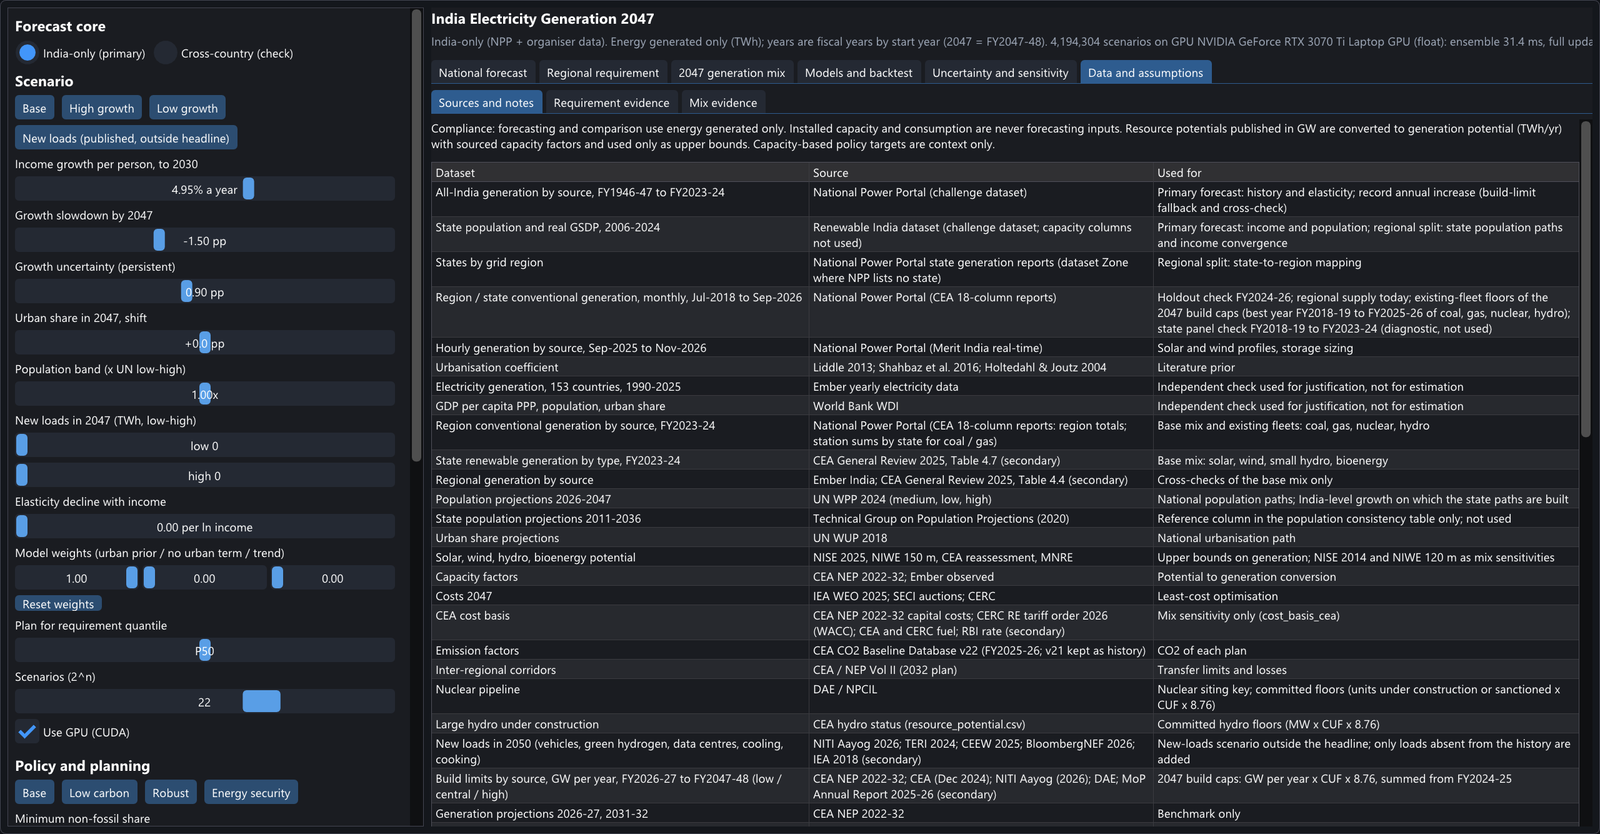 Forecast core
India-only (primary)
Cross-country (check)
Scenario
Base
High growth
Low growth
New loads (published, outside headline)
Income growth per person, to 2030
4.95% a year
Growth slowdown by 2047
-1.50 pp
Growth uncertainty (persistent)
0.90 pp
Urban share in 2047, shift
+0.0 pp
Population band (x UN low-high)
1.00x
New loads in 2047 (TWh, low-high)
low 0
high 0
Elasticity decline with income
0.00 per ln income
Model weights (urban prior / no urban term / trend)
1.00 0.00 0.00
Reset weights
Plan for requirement quantile
P50
Scenarios (2^n)
22
Use GPU (CUDA)
Policy and planning
Base
Low carbon
Robust
Energy security
Minimum non-fossil share
India Electricity Generation 2047
India-only (NPP + organiser data). Energy generated only (TWh); years are fiscal years by start year (2047 = FY2047-48). 4,194,304 scenarios on GPU NVIDIA GeForce RTX 3070 Ti Laptop GPU (float): ensemble 31.4 ms, full upda
National forecast
Regional requirement
2047 generation mix
Models and backtest
Uncertainty and sensitivity
Data and assumptions
Sources and notes
Requirement evidence
Mix evidence
Compliance: forecasting and comparison use energy generated only. Installed capacity and consumption are never forecasting inputs. Resource potentials published in GW are converted to generation potential (TWh/yr)
with sourced capacity factors and used only as upper bounds. Capacity-based policy targets are context only.
Dataset
Source
Used for
All-India generation by source, FY1946-47 to FY2023-24
National Power Portal (challenge dataset)
Primary forecast: history and elasticity; record annual increase (build-limit
fallback and cross-check)
State population and real GSDP, 2006-2024
Renewable India dataset (challenge dataset; capacity columns
not used)
Primary forecast: income and population; regional split: state population paths
and income convergence
States by grid region
National Power Portal state generation reports (dataset Zone
where NPP lists no state)
Regional split: state-to-region mapping
Region / state conventional generation, monthly, Jul-2018 to Sep-2026
National Power Portal (CEA 18-column reports)
Holdout check FY2024-26; regional supply today; existing-fleet floors of the
2047 build caps (best year FY2018-19 to FY2025-26 of coal, gas, nuclear, hydro);
state panel check FY2018-19 to FY2023-24 (diagnostic, not used)
Hourly generation by source, Sep-2025 to Nov-2026
National Power Portal (Merit India real-time)
Solar and wind profiles, storage sizing
Urbanisation coefficient
Liddle 2013; Shahbaz et al. 2016; Holtedahl & Joutz 2004
Literature prior
Electricity generation, 153 countries, 1990-2025
Ember yearly electricity data
Independent check used for justification, not for estimation
GDP per capita PPP, population, urban share
World Bank WDI
Independent check used for justification, not for estimation
Region conventional generation by source, FY2023-24
National Power Portal (CEA 18-column reports: region totals;
station sums by state for coal / gas)
Base mix and existing fleets: coal, gas, nuclear, hydro
State renewable generation by type, FY2023-24
CEA General Review 2025, Table 4.7 (secondary)
Base mix: solar, wind, small hydro, bioenergy
Regional generation by source
Ember India; CEA General Review 2025, Table 4.4 (secondary)
Cross-checks of the base mix only
Population projections 2026-2047
UN WPP 2024 (medium, low, high)
National population paths; India-level growth on which the state paths are built
State population projections 2011-2036
Technical Group on Population Projections (2020)
Reference column in the population consistency table only; not used
Urban share projections
UN WUP 2018
National urbanisation path
Solar, wind, hydro, bioenergy potential
NISE 2025, NIWE 150 m, CEA reassessment, MNRE
Upper bounds on generation; NISE 2014 and NIWE 120 m as mix sensitivities
Capacity factors
CEA NEP 2022-32; Ember observed
Potential to generation conversion
Costs 2047
IEA WEO 2025; SECI auctions; CERC
Least-cost optimisation
CEA cost basis
CEA NEP 2022-32 capital costs; CERC RE tariff order 2026
(WACC); CEA and CERC fuel; RBI rate (secondary)
Mix sensitivity only (cost_basis_cea)
Emission factors
CEA CO2 Baseline Database v22 (FY2025-26; v21 kept as history)
CO2 of each plan
Inter-regional corridors
CEA / NEP Vol II (2032 plan)
Transfer limits and losses
Nuclear pipeline
DAE / NPCIL
Nuclear siting key; committed floors (units under construction or sanctioned x
CUF x 8.76)
Large hydro under construction
CEA hydro status (resource_potential.csv)
Committed hydro floors (MW x CUF x 8.76)
New loads in 2050 (vehicles, green hydrogen, data centres, cooling,
cooking)
NITI Aayog 2026; TERI 2024; CEEW 2025; BloombergNEF 2026;
IEA 2018 (secondary)
New-loads scenario outside the headline; only loads absent from the history are
added
Build limits by source, GW per year, FY2026-27 to FY2047-48 (low /
central / high)
CEA NEP 2022-32; CEA (Dec 2024); NITI Aayog (2026); DAE; MoP
Annual Report 2025-26 (secondary)
2047 build caps: GW per year x CUF x 8.76, summed from FY2024-25
Generation projections 2026-27, 2031-32
CEA NEP 2022-32
Benchmark only